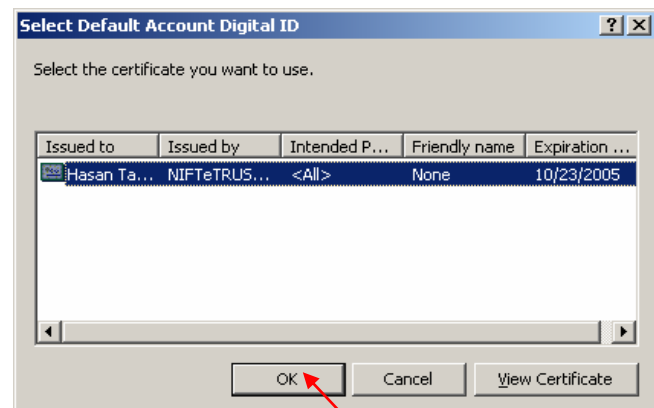 Select Default Account Digital ID
Select the certificate you want to use.
Issued to Issued by Intended P... Friendly name Expiration ...
Hasan Ta... NIFTeTRUS... <All> None 10/23/2005
OK Cancel View Certificate